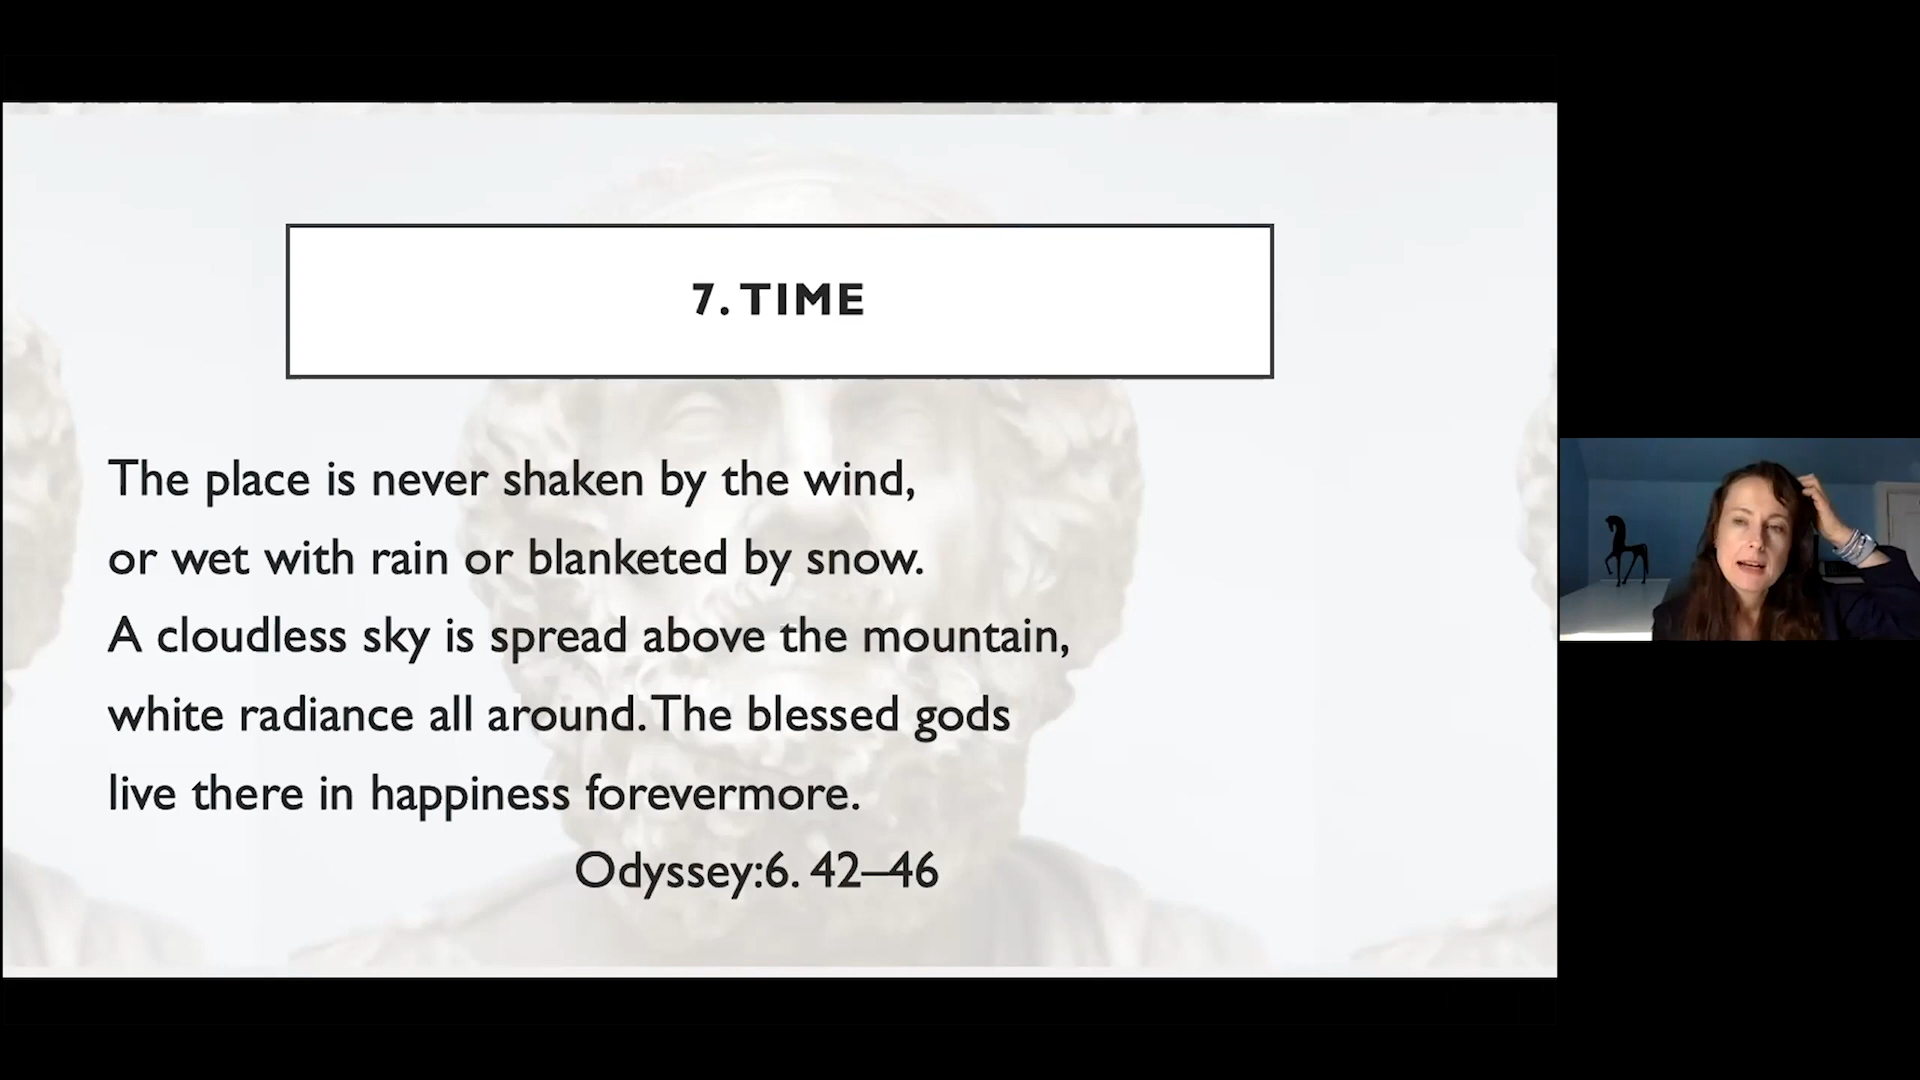 7. TIME
The place is never shaken by the wind,
or wet with rain or blanketed by snow.
A cloudless sky is spread above the mountain,
white radiance all around. The blessed gods
live there in happiness forevermore.
Odyssey:6. 42–46